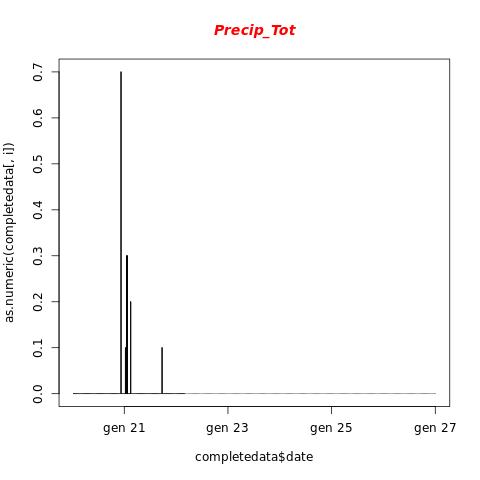 Precip_Tot
as.numeric(completedata[, i])
0.7
0.6
0.5
0.4
0.3
0.2
0.1
0.0
gen 21 gen 23 gen 25 gen 27
completedata$date